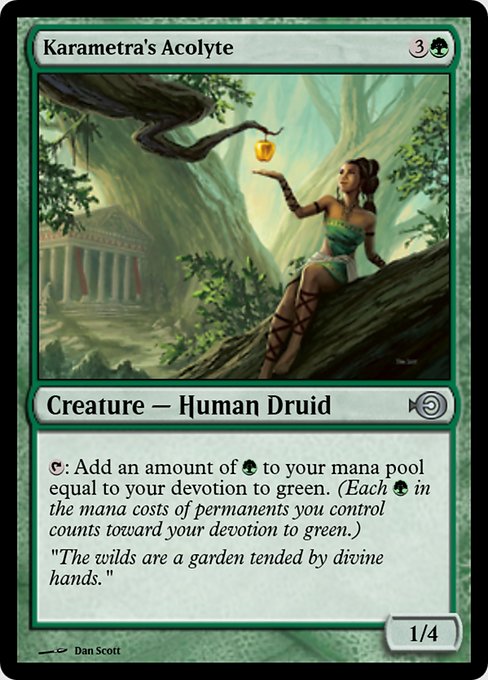 Karametra's Acolyte 3
: Add an amount of to your mana pool
equal to your devotion to green. (Each in
the mana costs of permanents you control
counts toward your devotion to green.)
"The wilds are a garden tended by divine
hands."
Creature — Human Druid
1/4
Dan Scott